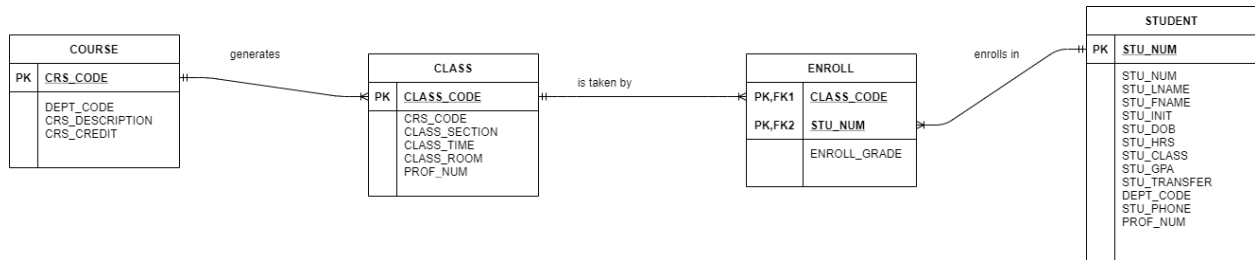 COURSE
PK CRS_CODE
DEPT_CODE
CRS_DESCRIPTION
CRS_CREDIT
generates
CLASS
PK CLASS_CODE
CRS_CODE
CLASS_SECTION
CLASS_TIME
CLASS_ROOM
PROF_NUM
is taken by
ENROLL
PK,FK1 CLASS_CODE
PK,FK2 STU_NUM
ENROLL_GRADE
enrolls in
STUDENT
PK STU_NUM
STU_NUM
STU_LNAME
STU_FNAME
STU_INIT
STU_DOB
STU_HRS
STU_CLASS
STU_GPA
STU_TRANSFER
DEPT_CODE
STU_PHONE
PROF_NUM